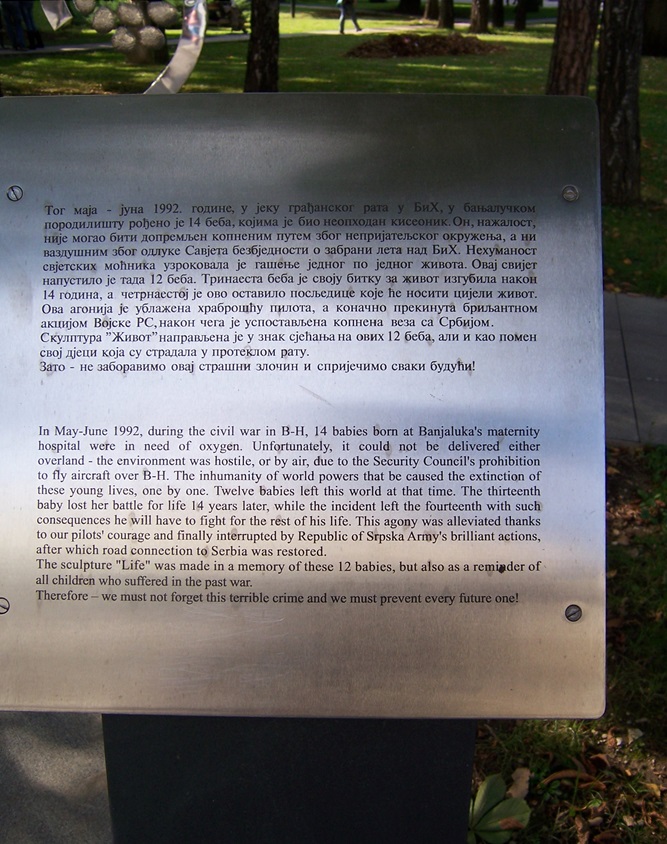 Тог маја - јуна 1992. године, у јеку грађанског рата у БиХ, у бањалучком
породилишту рођено је 14 беба, којима је био неопходан кисеоник. Он, нажалост,
није могао бити допремљен копненим путем због непријатељског окружења, а ни
ваздушним због одлуке Савјета безбједности о забрани лета над БиХ. Нехуманост
свјетских моћника узроковала је гашење једног по једног живота. Овај свијет
напустило је тада 12 беба. Тринаеста беба је своју битку за живот изгубила након
14 година, а четрнаестој је ово оставило посљедице које ће носити цијели живот.
Ова агонија је ублажена храброшћу пилота, а коначно прекинута бриљантном
акцијом Војске РС, након чега је успостављена копнена веза са Србијом.
Скулптура "Живот" направљена је у знак сјећања на ових 12 беба, али и као помен
свој дјеци која су страдала у протеклом рату.
Зато - не заборавимо овај страшни злочин и спријечимо сваки будући!
In May-June 1992, during the civil war in B-H, 14 babies born at Banjaluka's maternity
hospital were in need of oxygen. Unfortunately, it could not be delivered either
overland - the environment was hostile, or by air, due to the Security Council's prohibition
to fly aircraft over B-H. The inhumanity of world powers that be caused the extinction of
these young lives, one by one. Twelve babies left this world at that time. The thirteenth
baby lost her battle for life 14 years later, while the incident left the fourteenth with such
consequences he will have to fight for the rest of his life. This agony was alleviated thanks
to our pilots' courage and finally interrupted by Republic of Srpska Army's brilliant actions,
after which road connection to Serbia was restored.
The sculpture "Life" was made in a memory of these 12 babies, but also as a reminder of
all children who suffered in the past war.
Therefore – we must not forget this terrible crime and we must prevent every future one!